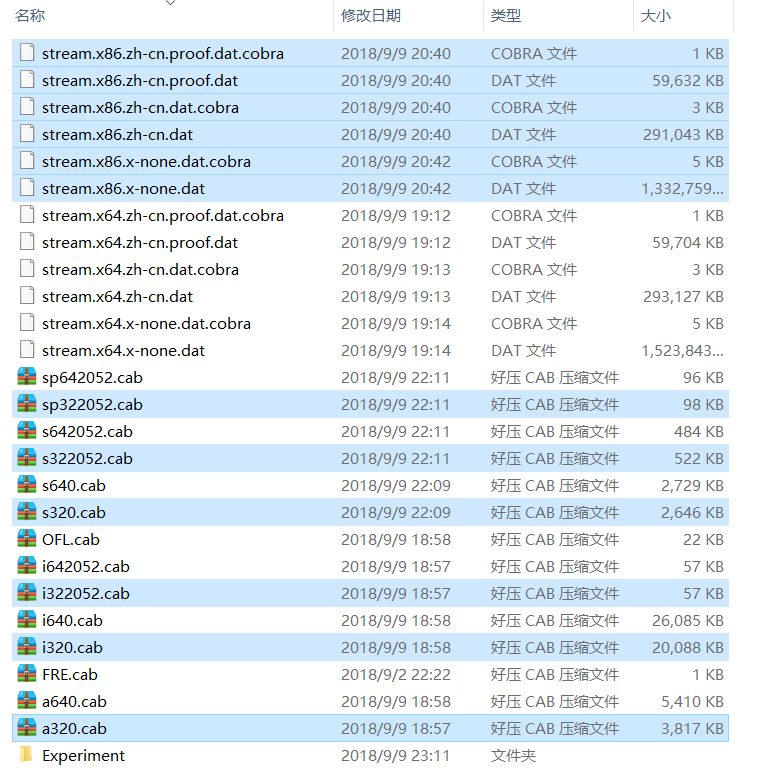 名称 修改日期 类型 大小
stream.x86.zh-cn.proof.dat.cobra 2018/9/9 20:40 COBRA 文件 1 KB
stream.x86.zh-cn.proof.dat 2018/9/9 20:40 DAT 文件 59,632 KB
stream.x86.zh-cn.dat.cobra 2018/9/9 20:40 COBRA 文件 3 KB
stream.x86.zh-cn.dat 2018/9/9 20:40 DAT 文件 291,043 KB
stream.x86.x-none.dat.cobra 2018/9/9 20:42 COBRA 文件 5 KB
stream.x86.x-none.dat 2018/9/9 20:42 DAT 文件 1,332,759...
stream.x64.zh-cn.proof.dat.cobra 2018/9/9 19:12 COBRA 文件 1 KB
stream.x64.zh-cn.proof.dat 2018/9/9 19:12 DAT 文件 59,704 KB
stream.x64.zh-cn.dat.cobra 2018/9/9 19:13 COBRA 文件 3 KB
stream.x64.zh-cn.dat 2018/9/9 19:13 DAT 文件 293,127 KB
stream.x64.x-none.dat.cobra 2018/9/9 19:14 COBRA 文件 5 KB
stream.x64.x-none.dat 2018/9/9 19:14 DAT 文件 1,523,843...
sp642052.cab 2018/9/9 22:11 好压 CAB 压缩文件 96 KB
sp322052.cab 2018/9/9 22:11 好压 CAB 压缩文件 98 KB
s642052.cab 2018/9/9 22:11 好压 CAB 压缩文件 484 KB
s322052.cab 2018/9/9 22:11 好压 CAB 压缩文件 522 KB
s640.cab 2018/9/9 22:09 好压 CAB 压缩文件 2,729 KB
s320.cab 2018/9/9 22:09 好压 CAB 压缩文件 2,646 KB
OFL.cab 2018/9/9 18:58 好压 CAB 压缩文件 22 KB
i642052.cab 2018/9/9 18:57 好压 CAB 压缩文件 57 KB
i322052.cab 2018/9/9 18:57 好压 CAB 压缩文件 57 KB
i640.cab 2018/9/9 18:58 好压 CAB 压缩文件 26,085 KB
i320.cab 2018/9/9 18:58 好压 CAB 压缩文件 20,088 KB
FRE.cab 2018/9/2 22:22 好压 CAB 压缩文件 1 KB
a640.cab 2018/9/9 18:58 好压 CAB 压缩文件 5,410 KB
a320.cab 2018/9/9 18:57 好压 CAB 压缩文件 3,817 KB
Experiment 2018/9/9 23:11 文件夹